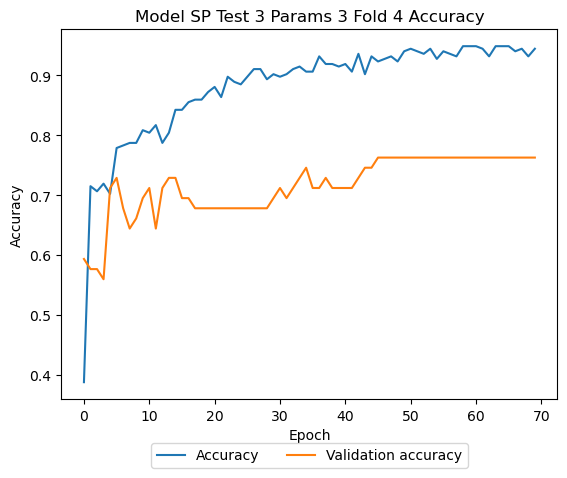 Model SP Test 3 Params 3 Fold 4 Accuracy
0.9
0.8
0.7
0.6
0.5
0.4
Accuracy
0 10 20 30 40 50 60 70
Epoch
Accuracy Validation accuracy